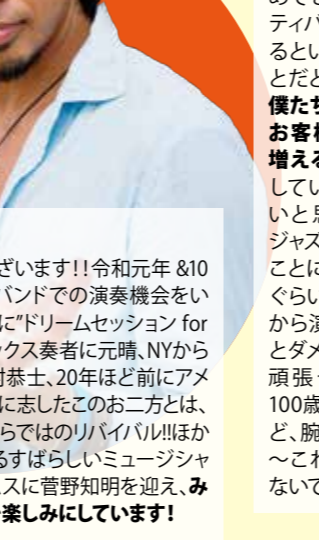 ざいます!!令和元年 &10
バンドでの演奏機会をい
に"ドリームセッション for
ックス奏者に元晴、NYから
村恭士、20年ほど前にアメ
に志したこのお二方とは、
らではのリバイバル!!ほか
るすばらしいミュージシャ
スに菅野知明を迎え、み
楽しみにしています!
ティバ
るとい
とだと
僕たち
お客様
増える
してい
いと思
ジャズ
ことに
ぐらい
から演
とダメ
頑張
100歳
ど、腕
〜これ
ないで